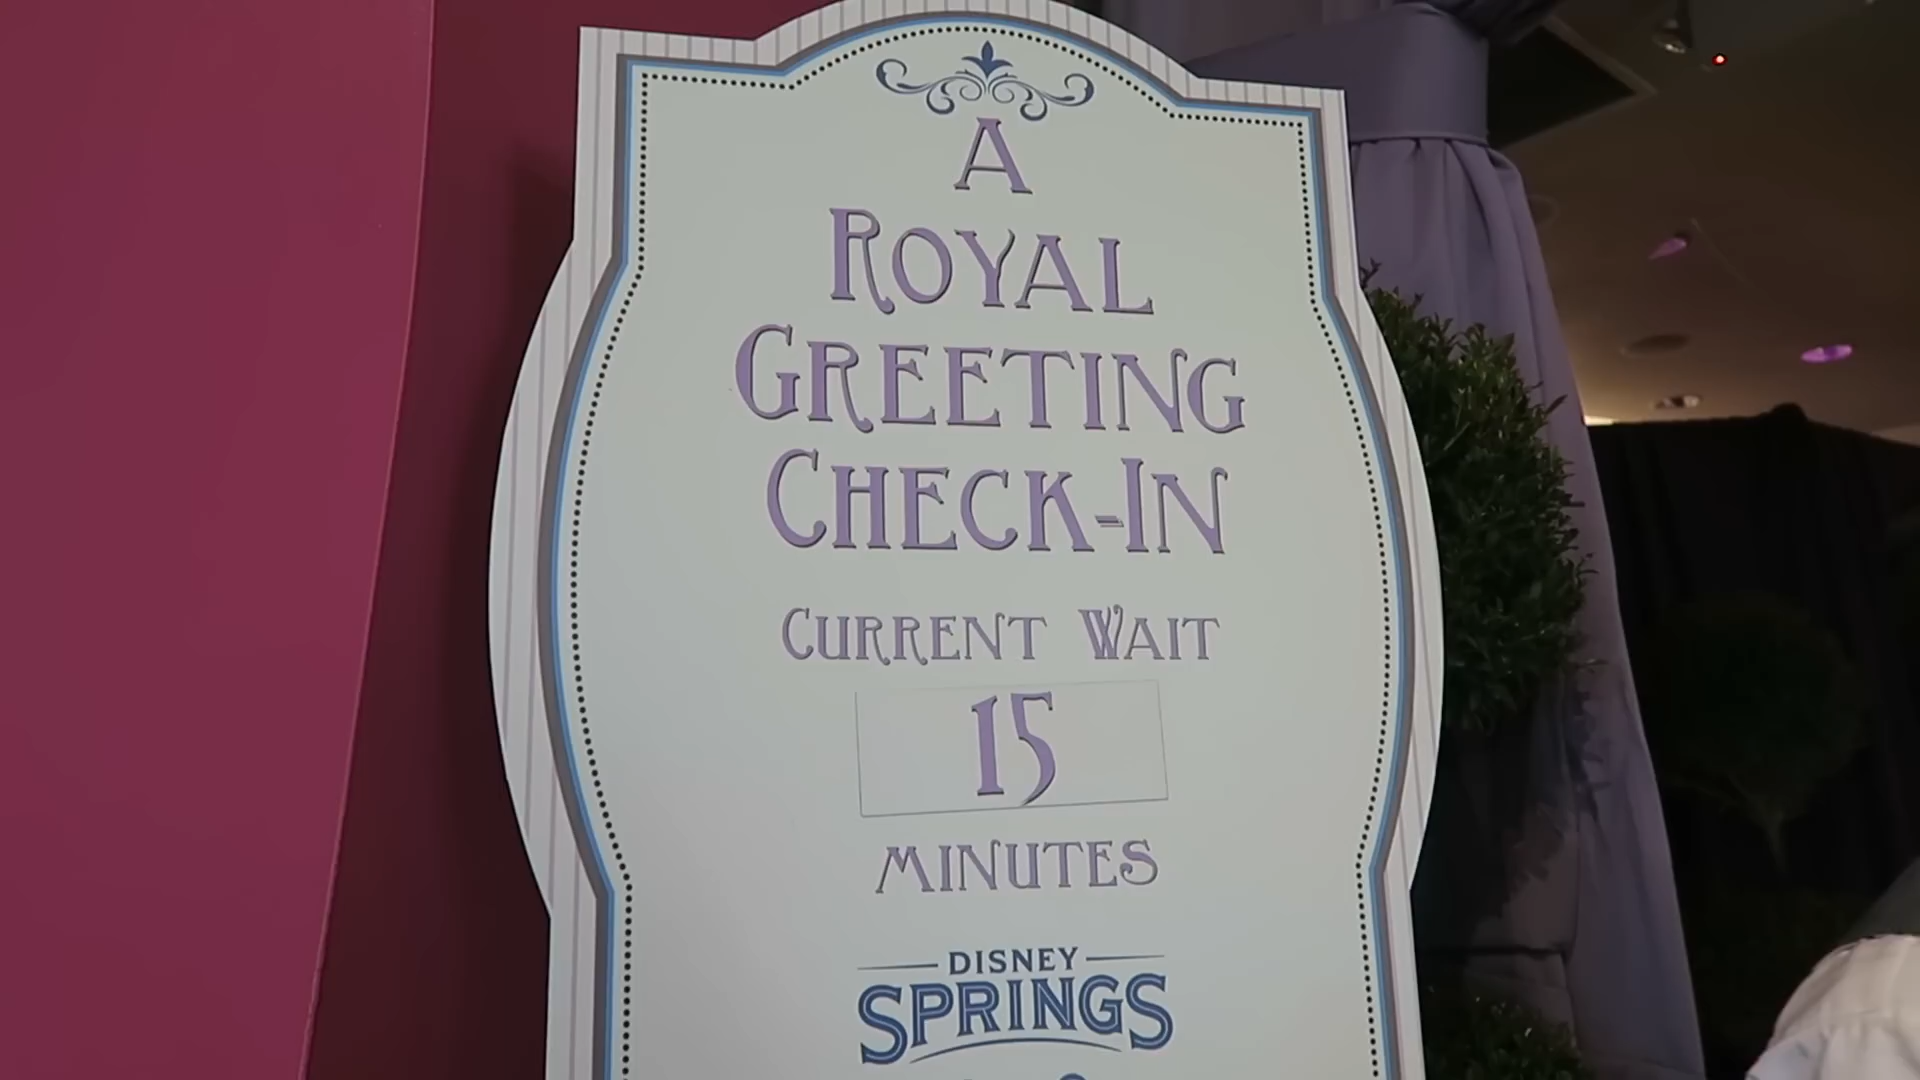 A
ROYAL
GREETING
CHECK-IN
CURRENT WAIT
15
MINUTES
DISNEY
SPRINGS